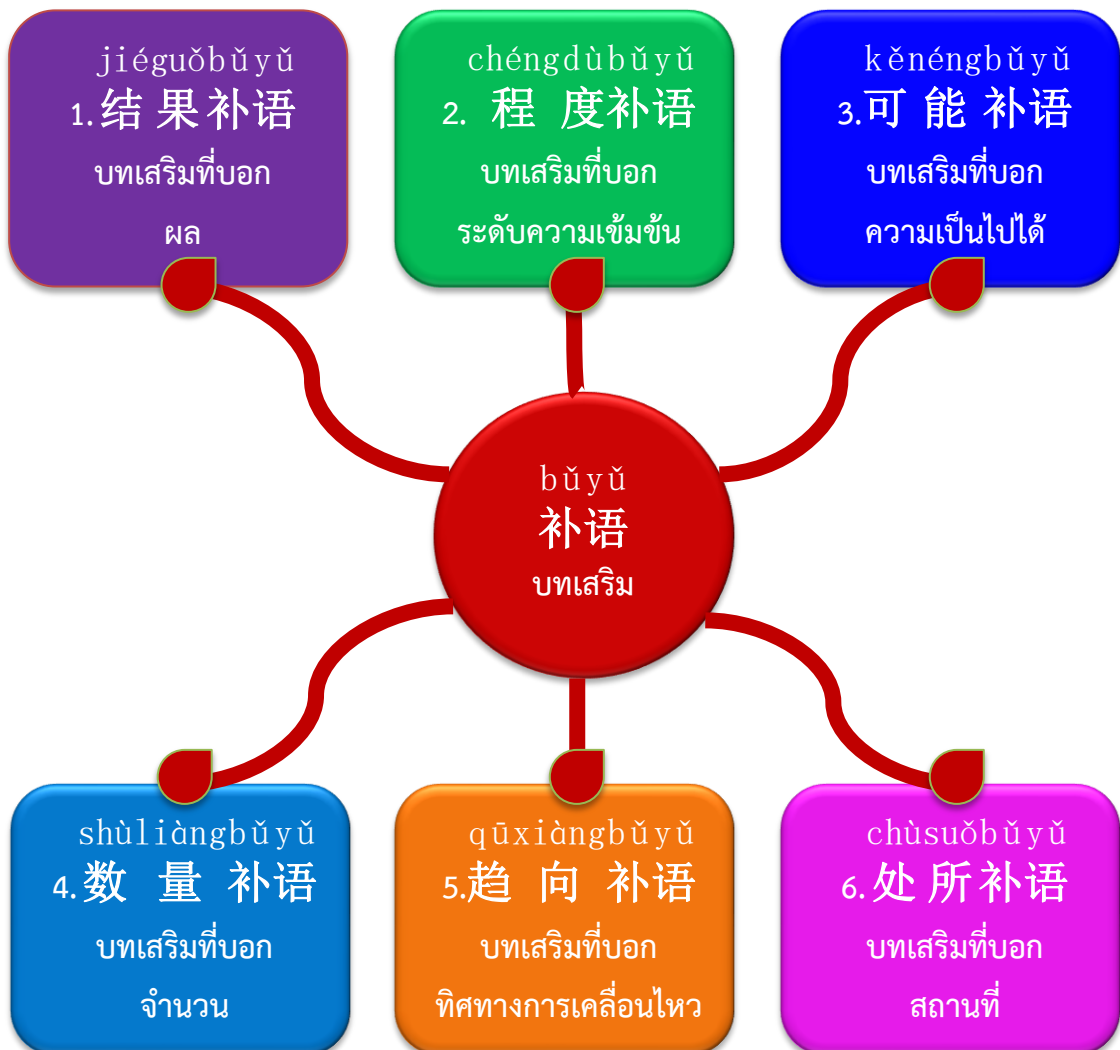 jiéguǒbǔyǔ
1.结果补语
บทเสริมที่บอก
ผล
chéngdùbǔyǔ
2. 程 度补语
บทเสริมที่บอก
ระดับความเข้มข้น
kěnéngbǔyǔ
3.可 能 补语
บทเสริมที่บอก
ความเป็นไปได้
bǔyǔ
补语
บทเสริม
shùliàngbǔyǔ
4.数 量 补语
บทเสริมที่บอก
จำนวน
qūxiàngbǔyǔ
5.趋 向 补语
บทเสริมที่บอก
ทิศทางการเคลื่อนไหว
chùsuǒbǔyǔ
6.处所补语
บทเสริมที่บอก
สถานที่